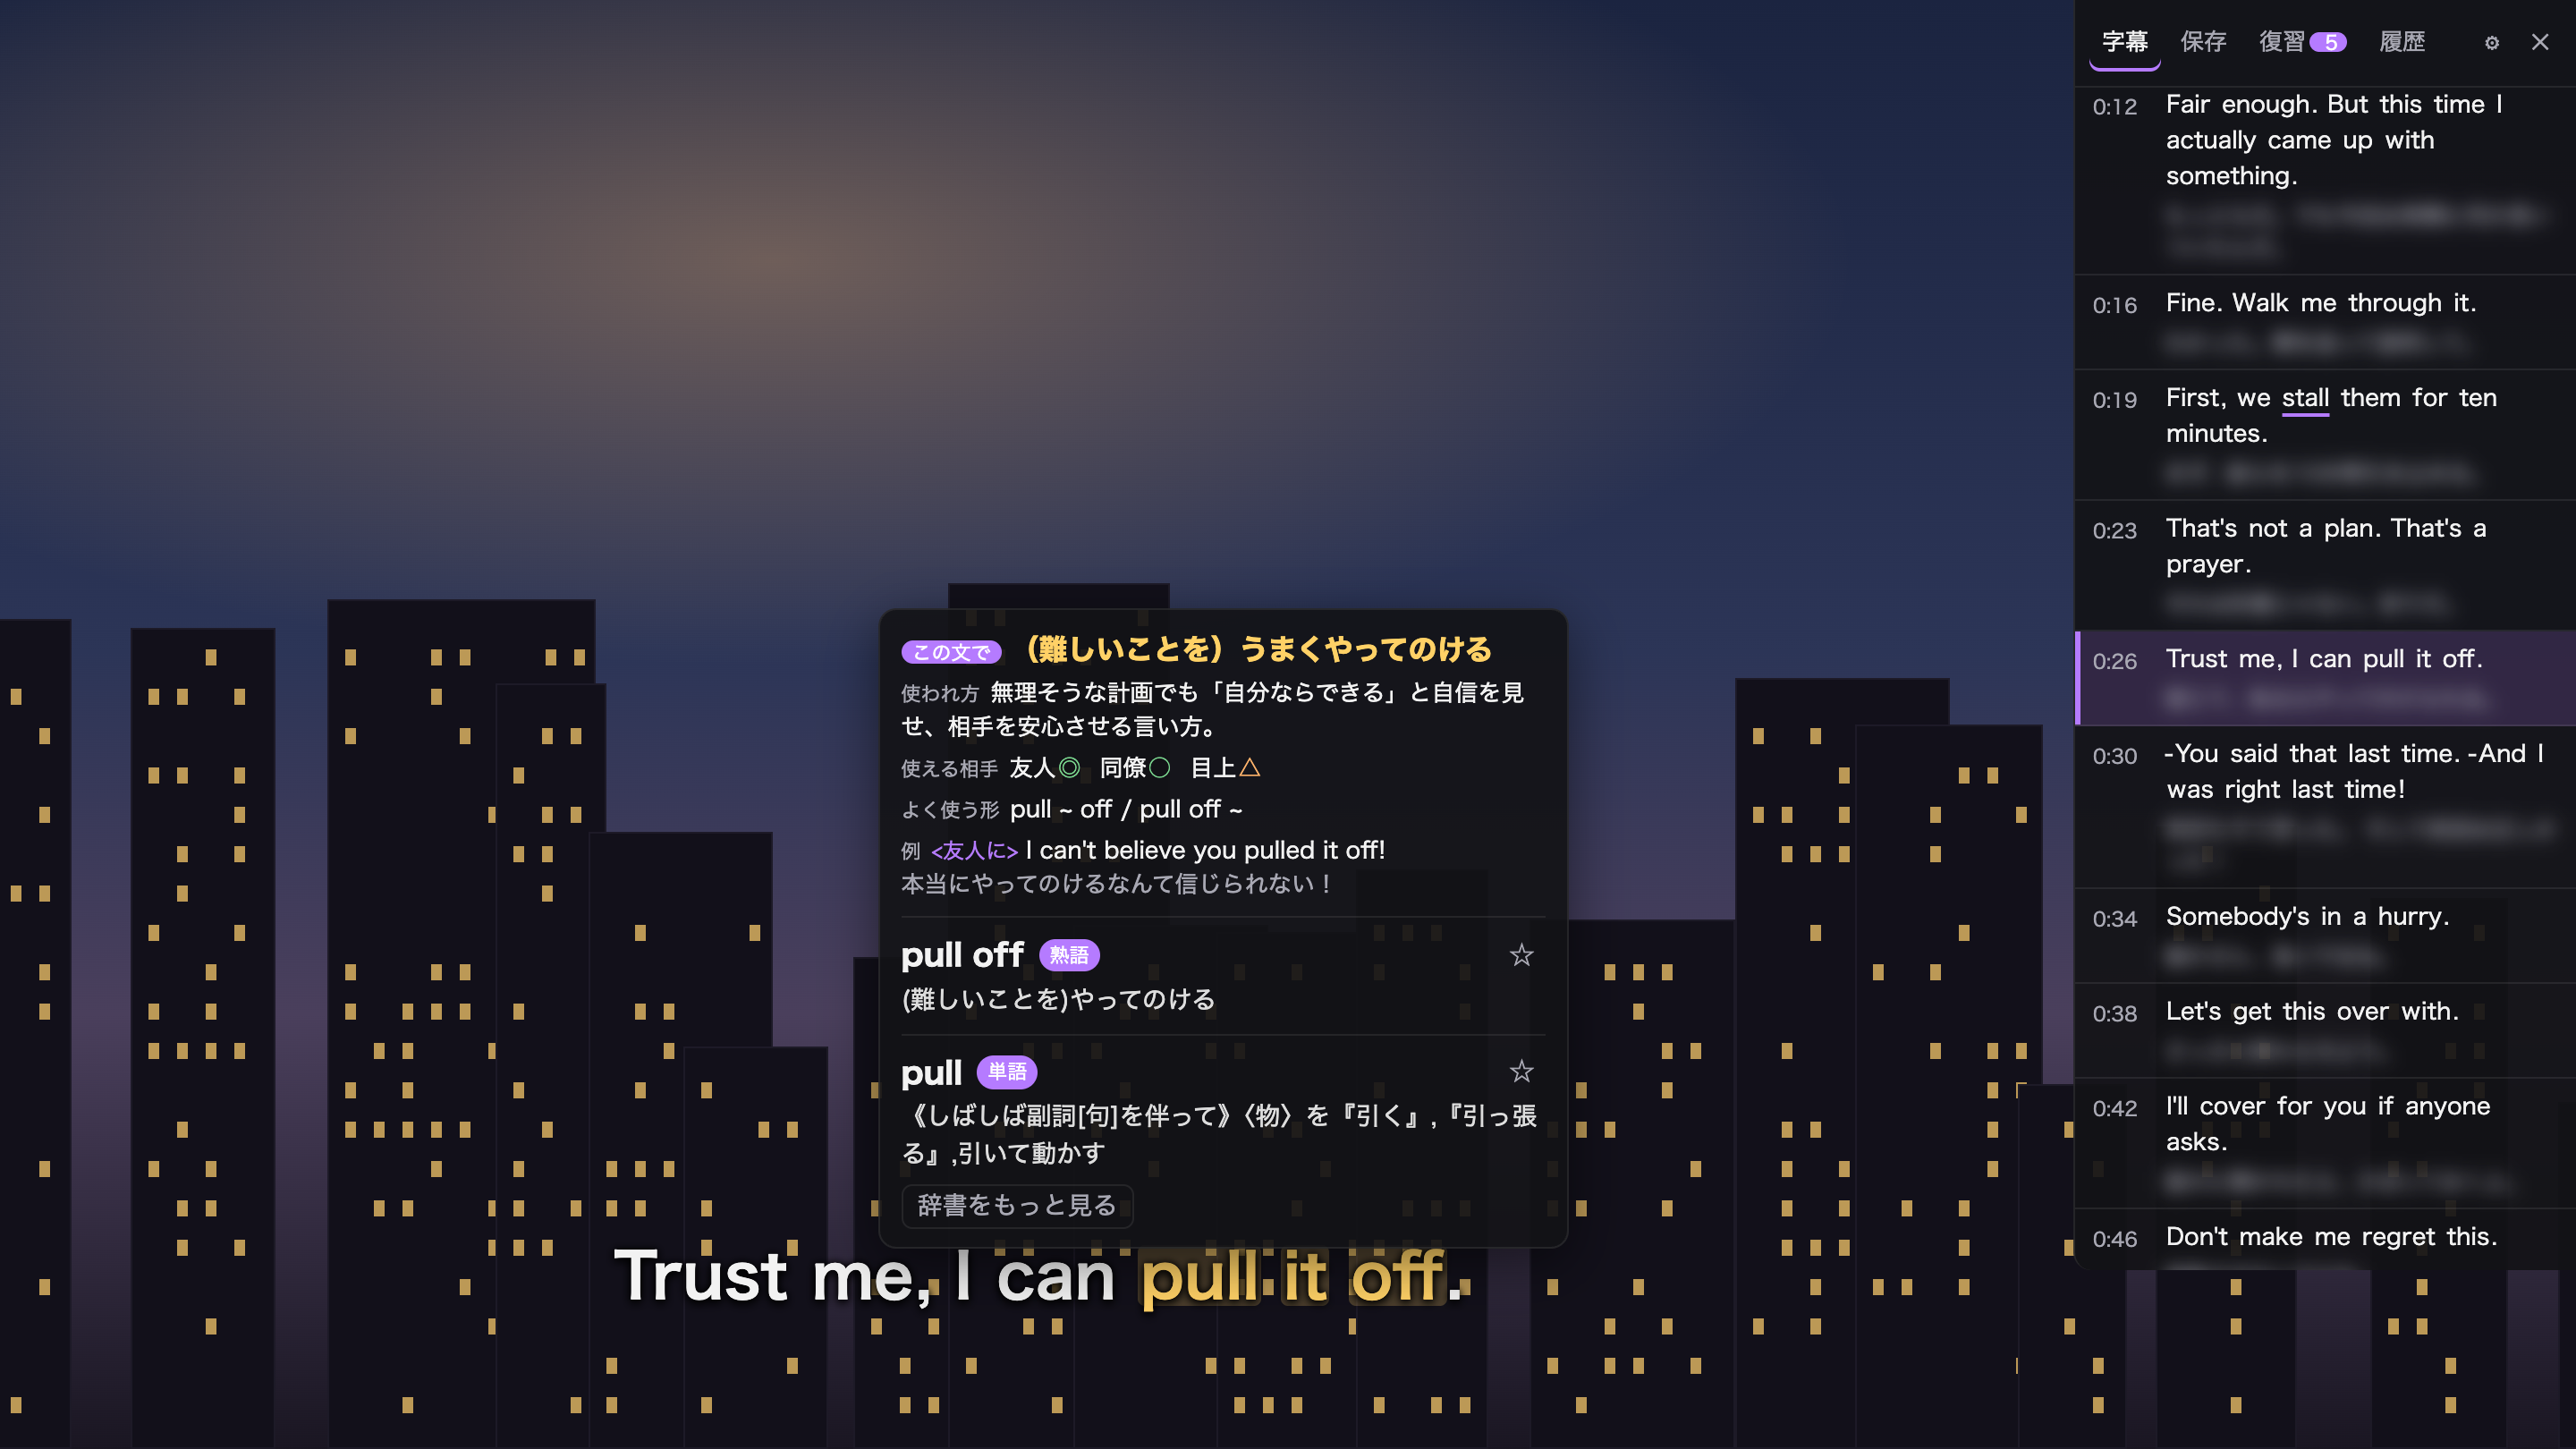 字幕 保存 復習 5 履歴
0:12 Fair enough. But this time I
actually came up with
something.
0:16 Fine. Walk me through it.
0:19 First, we stall them for ten
minutes.
0:23 That's not a plan. That's a
prayer.
0:26 Trust me, I can pull it off.
0:30 -You said that last time. -And I
was right last time!
0:34 Somebody's in a hurry.
0:38 Let's get this over with.
0:42 I'll cover for you if anyone
asks.
0:46 Don't make me regret this.
この文で (難しいことを)うまくやってのける
使われ方 無理そうな計画でも「自分ならできる」と自信を見
せ、相手を安心させる言い方。
使える相手 友人◎ 同僚○ 目上△
よく使う形 pull ~ off / pull off ~
例 <友人に> I can't believe you pulled it off!
本当にやってのけるなんて信じられない！
pull off 熟語 ☆
(難しいことを)やってのける
pull 単語 ☆
《しばしば副詞[句]を伴って》〈物〉を『引く』,『引っ張
る』,引いて動かす
辞書をもっと見る
Trust me, I can pull it off.